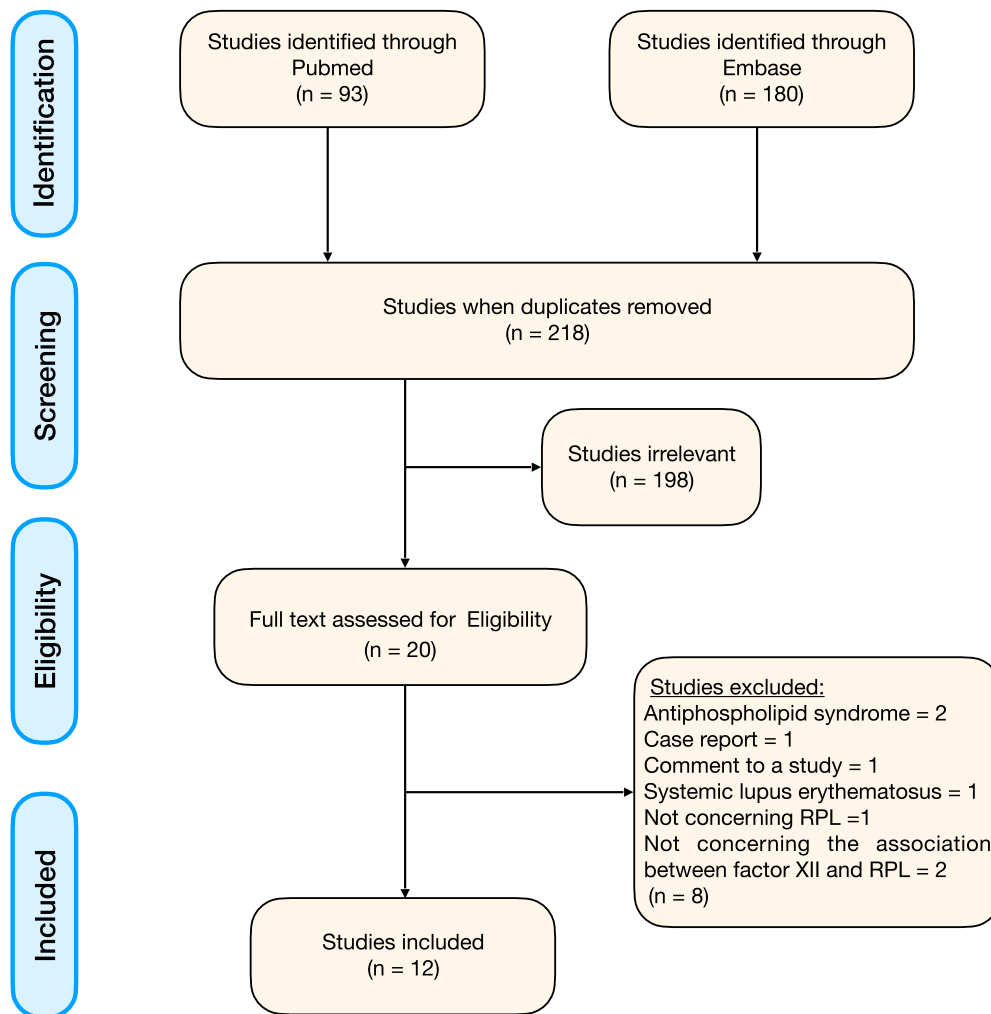 Identification
Studies identified through
Pubmed
(n = 93)
Studies identified through
Embase
(n = 180)
Screening
Studies when duplicates removed
(n = 218)
Studies irrelevant
(n = 198)
Eligibility
Full text assessed for  Eligibility
(n = 20)
Studies excluded:
Antiphospholipid syndrome = 2
Case report = 1
Comment to a study = 1
Systemic lupus erythematosus = 1
Not concerning RPL =1
Not concerning the association
between factor XII and RPL = 2
(n = 8)
Included
Studies included
(n = 12)